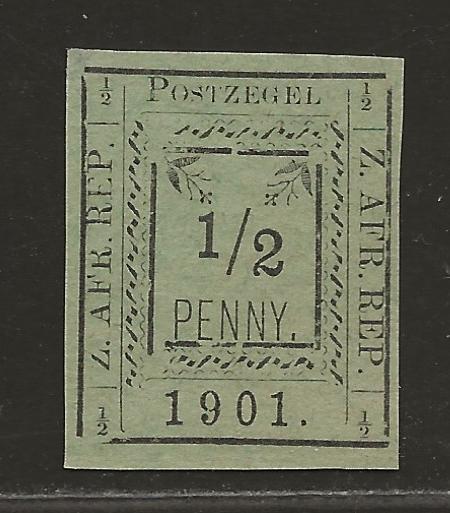 ½ POSTZEGEL ½
Z. AFR. REP.
Z. AFR. REP.
1/2
PENNY.
½ 1901. ½